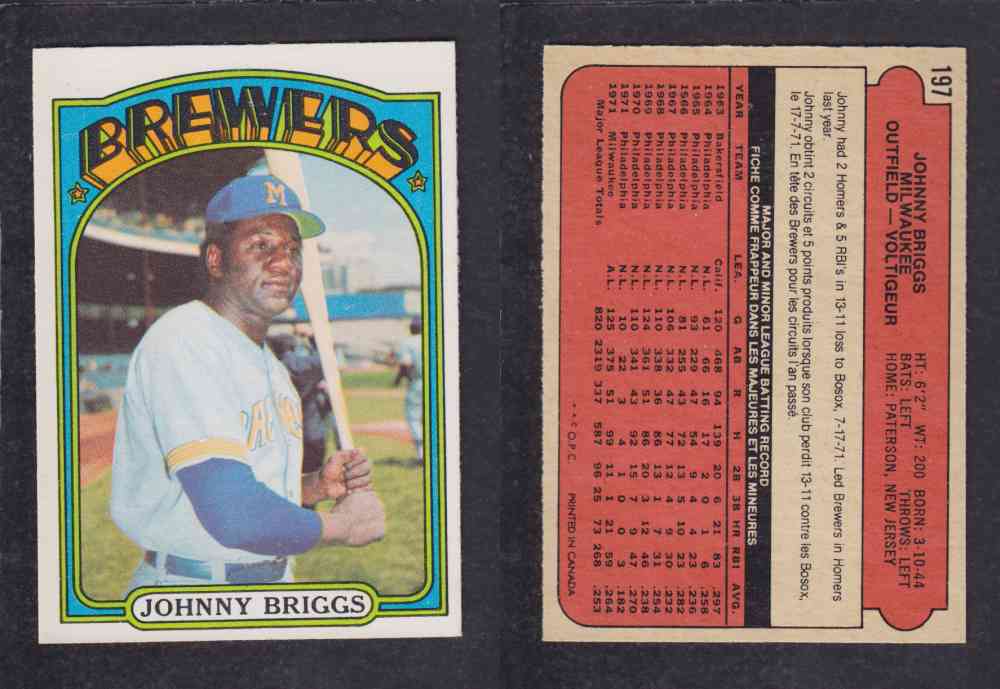 BREWERS
M
JOHNNY BRIGGS
197
JOHNNY BRIGGS
MILWAUKEE
OUTFIELD — VOLTIGEUR
HT: 6'2" WT: 200 BORN: 3-10-44
BATS: LEFT THROWS: LEFT
HOME: PATERSON, NEW JERSEY
Johnny had 2 Homers & 5 RBI's in 13-11 loss to Bosox, 7-17-71. Led Brewers in Homers
last year.
Johnny obtint 2 circuits et 5 points produits lorsque son club perdit 13-11 contre les Bosox,
le 17-7-71. En tête des Brewers pour les circuits l'an passé.
MAJOR AND MINOR LEAGUE BATTING RECORD
FICHE COMME FRAPPEUR DANS LES MAJEURES ET LES MINEURES
YEAR TEAM LEA. G AB R H 2B 3B HR RBI AVG.
1963 Bakersfield Calif. 120 468 94 139 20 6 21 83 .297
1964 Philadelphia N.L. 61 66 16 17 2 0 1 6 .258
1965 Philadelphia N.L. 93 229 47 54 9 4 4 23 .236
1966 Philadelphia N.L. 81 255 43 72 13 5 10 23 .282
1967 Philadelphia N.L. 106 332 47 77 12 4 9 30 .232
1968 Philadelphia N.L. 110 338 36 86 13 1 7 31 .254
1969 Philadelphia N.L. 124 361 51 86 20 3 12 46 .238
1970 Philadelphia N.L. 110 341 43 92 15 7 9 47 .270
1971 Philadelphia N.L. 10 22 3 4 1 0 0 3 .182
1971 Milwaukee A.L. 125 375 51 99 11 1 21 59 .264
Major League Totals 820 2319 337 587 96 25 73 268 .253
O.P.C. PRINTED IN CANADA